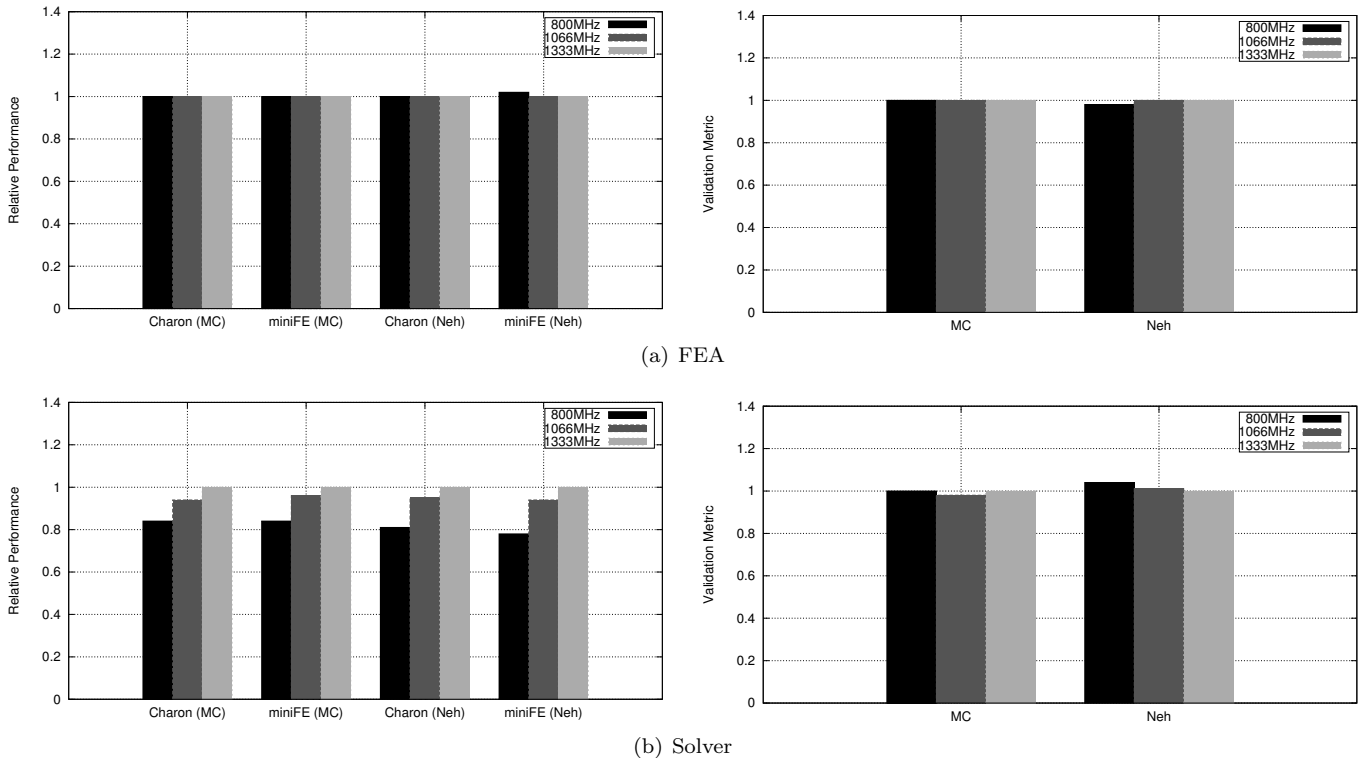 1.4
1.2
1
0.8
0.6
0.4
0.2
0
Relative Performance
800MHz
1066MHz
1333MHz
Charon (MC) miniFE (MC) Charon (Neh) miniFE (Neh)
1.4
1.2
1
0.8
0.6
0.4
0.2
0
Validation Metric
800MHz
1066MHz
1333MHz
MC Neh
(a) FEA
1.4
1.2
1
0.8
0.6
0.4
0.2
0
Relative Performance
800MHz
1066MHz
1333MHz
Charon (MC) miniFE (MC) Charon (Neh) miniFE (Neh)
1.4
1.2
1
0.8
0.6
0.4
0.2
0
Validation Metric
800MHz
1066MHz
1333MHz
MC Neh
(b) Solver